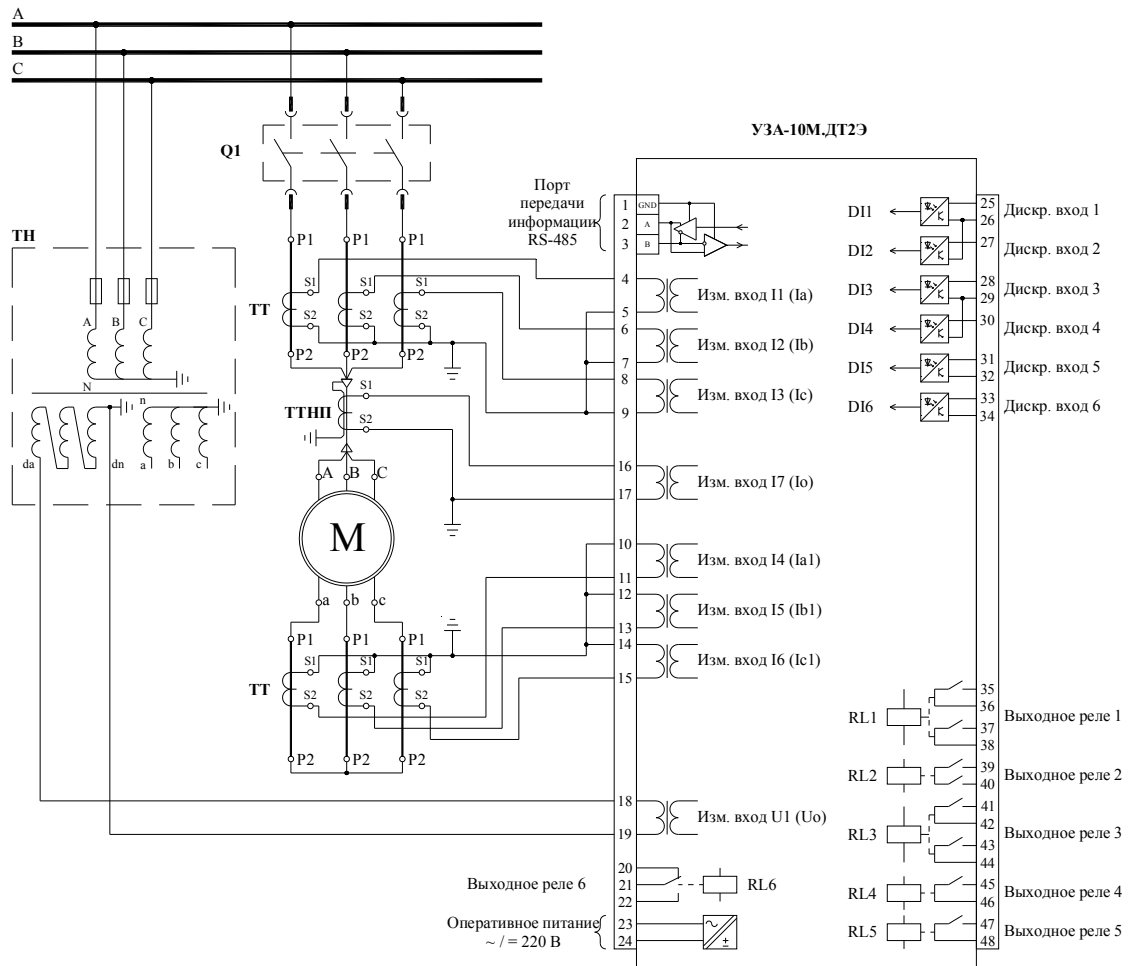 A
B
C
УЗА-10М.ДТ2Э
Q1
Порт
передачи
информации
RS-485
1 GND
2 A
3 B
DI1
25
26
Дискр. вход 1
DI2
27
Дискр. вход 2
DI3
28
29
Дискр. вход 3
DI4
30
Дискр. вход 4
DI5
31
32
Дискр. вход 5
DI6
33
34
Дискр. вход 6
ТН
A B C
N
n
da dn a b c
P1 P1 P1
S1 S1 S1
ТТ
S2 S2 S2
P2 P2 P2
4
5
Изм. вход I1 (Ia)
6
7
Изм. вход I2 (Ib)
8
9
Изм. вход I3 (Ic)
S1
ТТНП
S2
16
17
Изм. вход I7 (Io)
A B C
M
a b c
10
11
Изм. вход I4 (Ia1)
12
13
Изм. вход I5 (Ib1)
14
15
Изм. вход I6 (Ic1)
P1 P1 P1
S1 S1 S1
ТТ
S2 S2 S2
P2 P2 P2
18
19
Изм. вход U1 (Uo)
Выходное реле 6
20
21
22
RL6
Оперативное питание
~ / = 220 В
23
24
~
±
RL1
35
36
37
38
Выходное реле 1
RL2
39
40
Выходное реле 2
RL3
41
42
43
44
Выходное реле 3
RL4
45
46
Выходное реле 4
RL5
47
48
Выходное реле 5